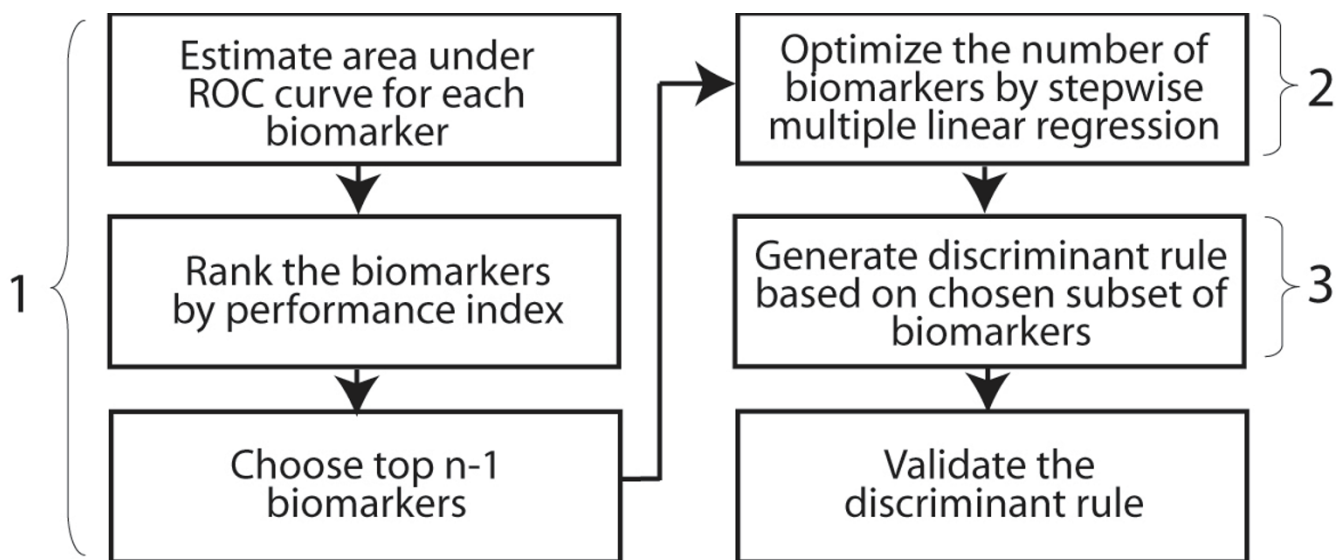 1
Estimate area under
ROC curve for each
biomarker
Rank the biomarkers
by performance index
Choose top n-1
biomarkers
Optimize the number of
biomarkers by stepwise
multiple linear regression
2
Generate discriminant rule
based on chosen subset of
biomarkers
3
Validate the
discriminant rule